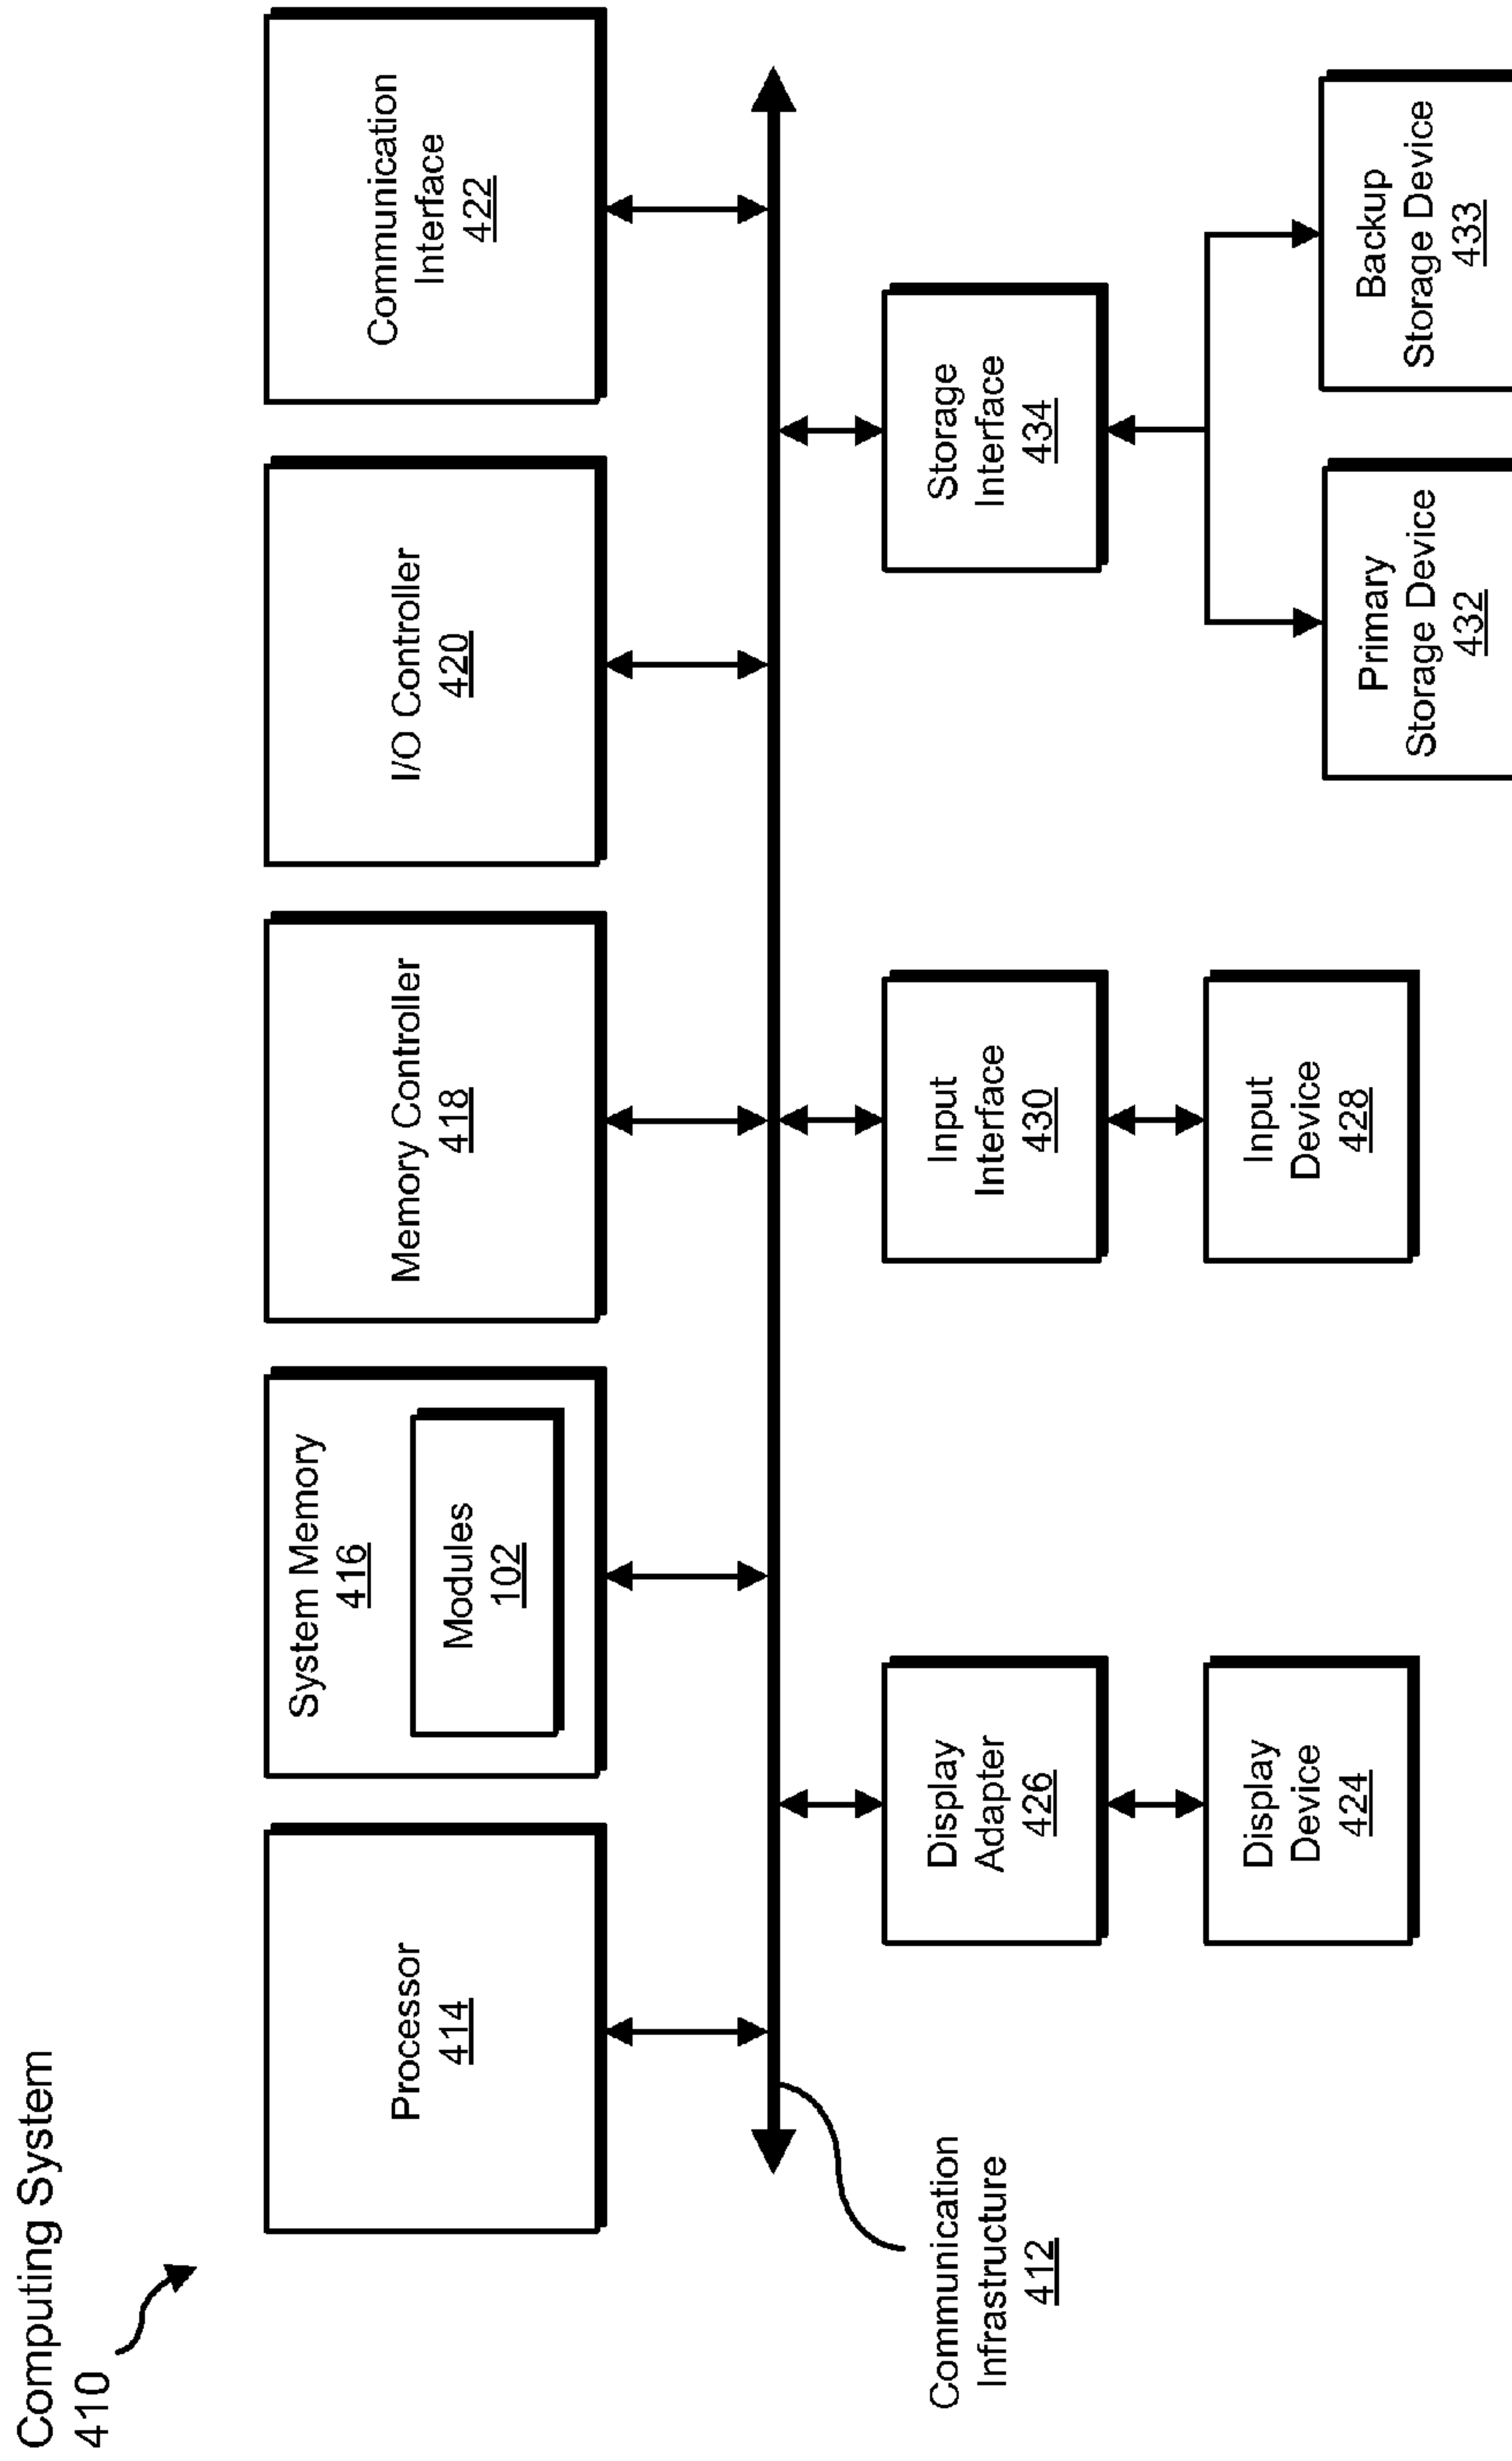 Computing System
410
Processor
414
System Memory
416
Modules
102
Memory Controller
418
I/O Controller
420
Communication
Interface
422
Communication
Infrastructure
412
Display
Adapter
426
Input
Interface
430
Storage
Interface
434
Display
Device
424
Input
Device
428
Primary
Storage Device
432
Backup
Storage Device
433